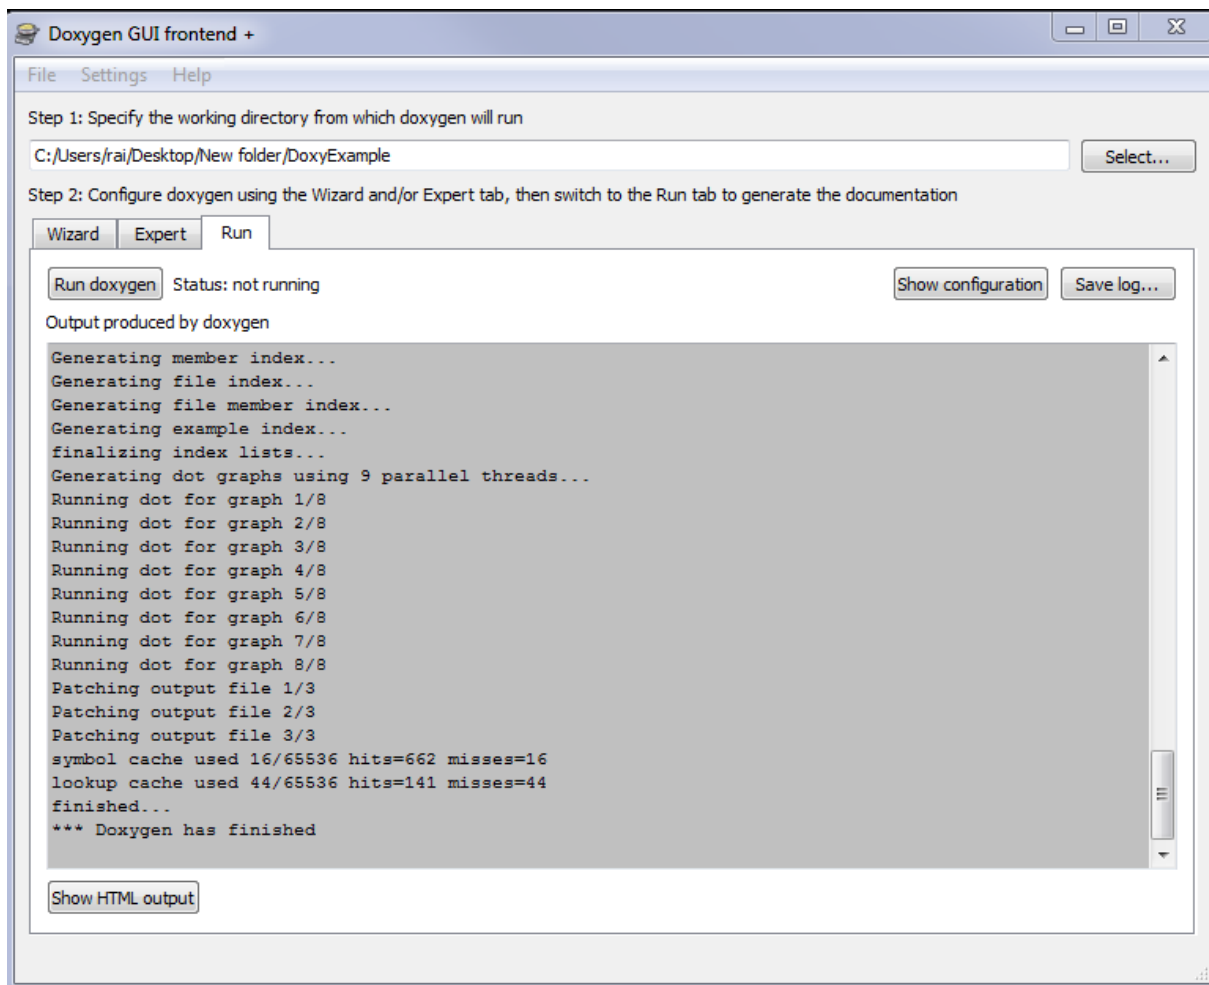 Doxygen GUI frontend +
File Settings Help
Step 1: Specify the working directory from which doxygen will run
C:/Users/rai/Desktop/New folder/DoxyExample
Select...
Step 2: Configure doxygen using the Wizard and/or Expert tab, then switch to the Run tab to generate the documentation
Wizard Expert Run
Run doxygen Status: not running Show configuration Save log...
Output produced by doxygen
Generating member index...
Generating file index...
Generating file member index...
Generating example index...
finalizing index lists...
Generating dot graphs using 9 parallel threads...
Running dot for graph 1/8
Running dot for graph 2/8
Running dot for graph 3/8
Running dot for graph 4/8
Running dot for graph 5/8
Running dot for graph 6/8
Running dot for graph 7/8
Running dot for graph 8/8
Patching output file 1/3
Patching output file 2/3
Patching output file 3/3
symbol cache used 16/65536 hits=662 misses=16
lookup cache used 44/65536 hits=141 misses=44
finished...
*** Doxygen has finished
Show HTML output